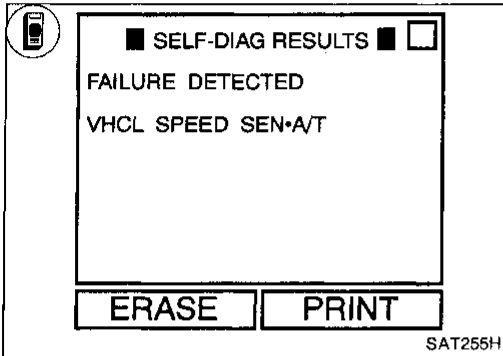 ■ SELF-DIAG RESULTS ■
FAILURE DETECTED
VHCL SPEED SEN•A/T
ERASE PRINT
SAT255H